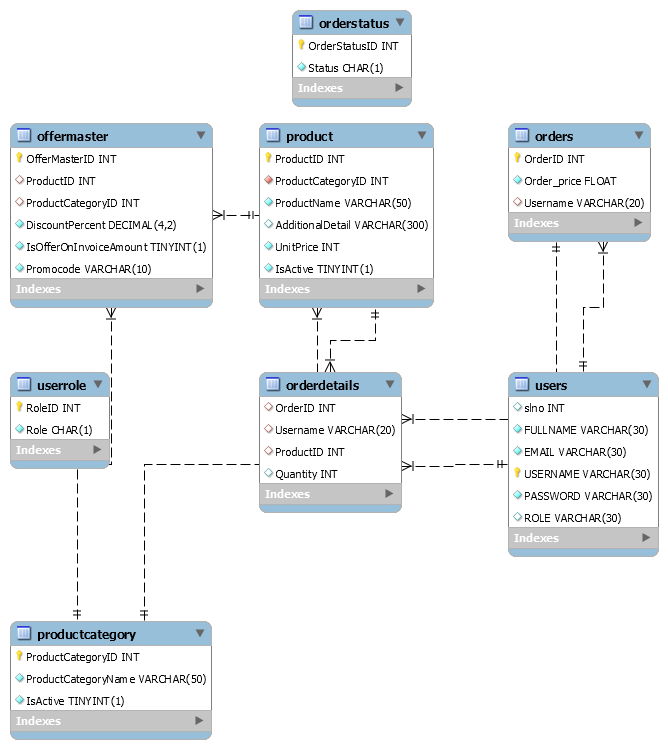 orderstatus
OrderStatusID INT
Status CHAR(1)
Indexes
offermaster
OfferMasterID INT
ProductID INT
ProductCategoryID INT
DiscountPercent DECIMAL(4,2)
IsOfferOnInvoiceAmount TINYINT(1)
Promocode VARCHAR(10)
Indexes
product
ProductID INT
ProductCategoryID INT
ProductName VARCHAR(50)
AdditionalDetail VARCHAR(300)
UnitPrice INT
IsActive TINYINT(1)
Indexes
orders
OrderID INT
Order_price FLOAT
Username VARCHAR(20)
Indexes
userrole
RoleID INT
Role CHAR(1)
Indexes
orderdetails
OrderID INT
Username VARCHAR(20)
ProductID INT
Quantity INT
Indexes
users
slno INT
FULLNAME VARCHAR(30)
EMAIL VARCHAR(30)
USERNAME VARCHAR(30)
PASSWORD VARCHAR(30)
ROLE VARCHAR(30)
Indexes
productcategory
ProductCategoryID INT
ProductCategoryName VARCHAR(50)
IsActive TINYINT(1)
Indexes